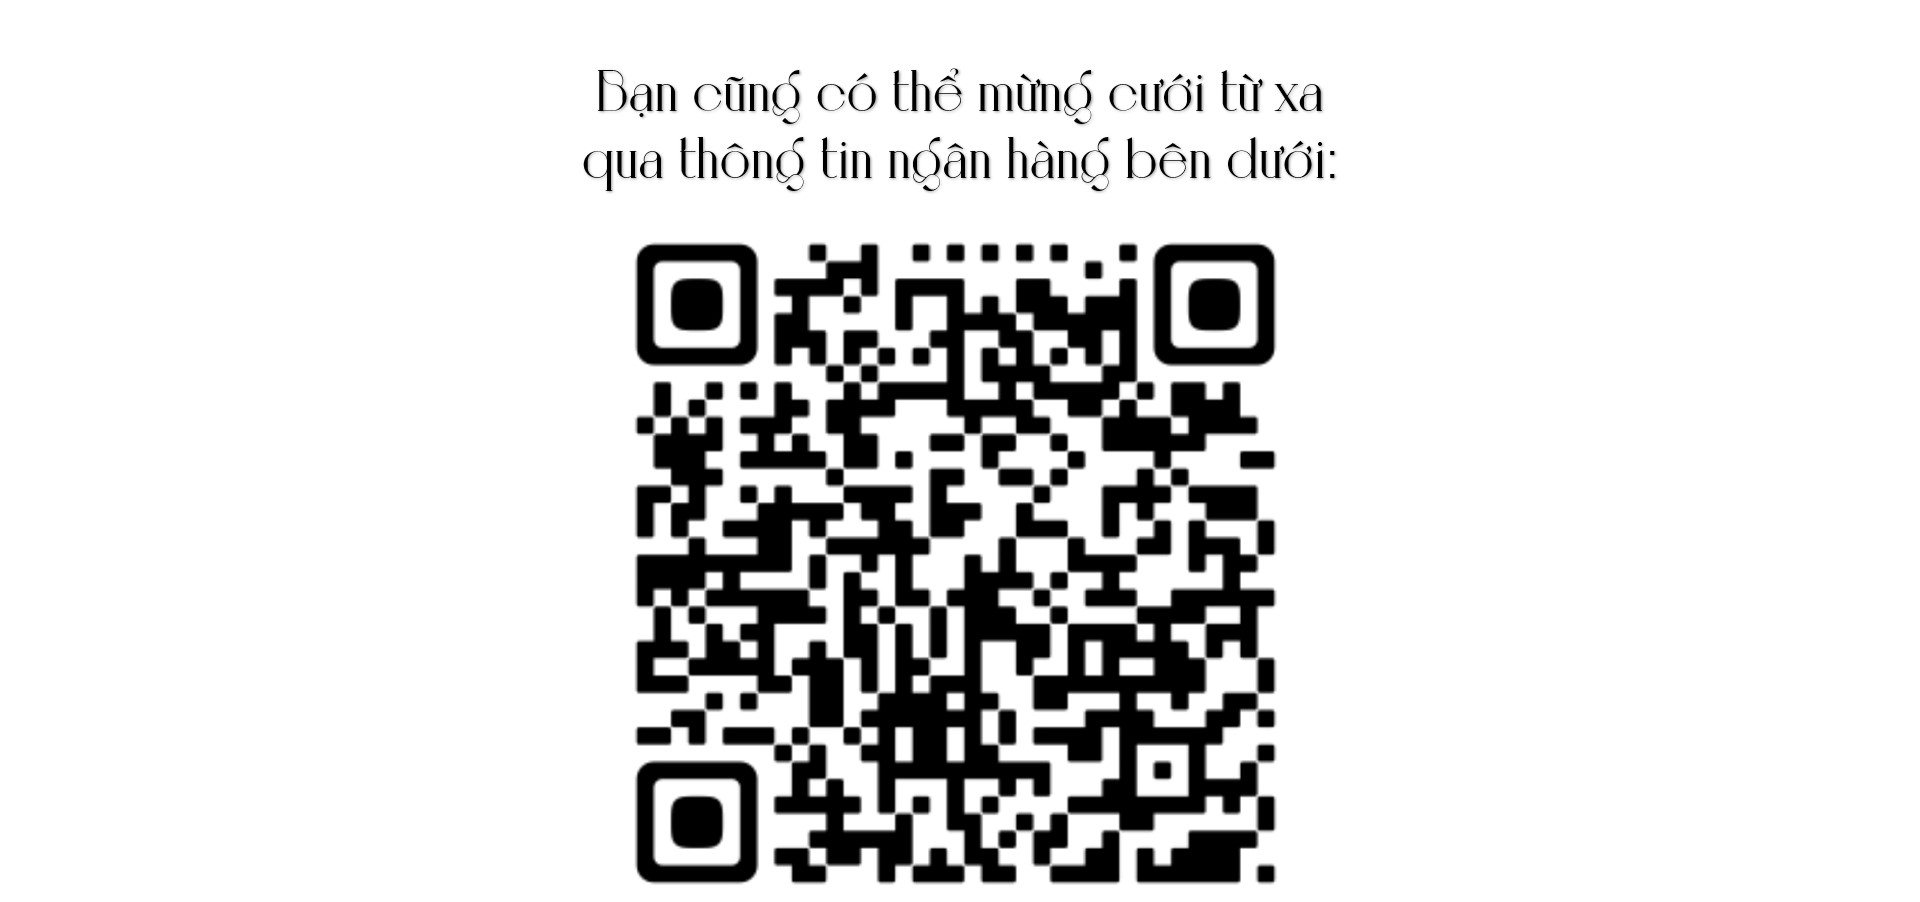 Bạn cũng có thể mừng cưới từ xa
qua thông tin ngân hàng bên dưới: